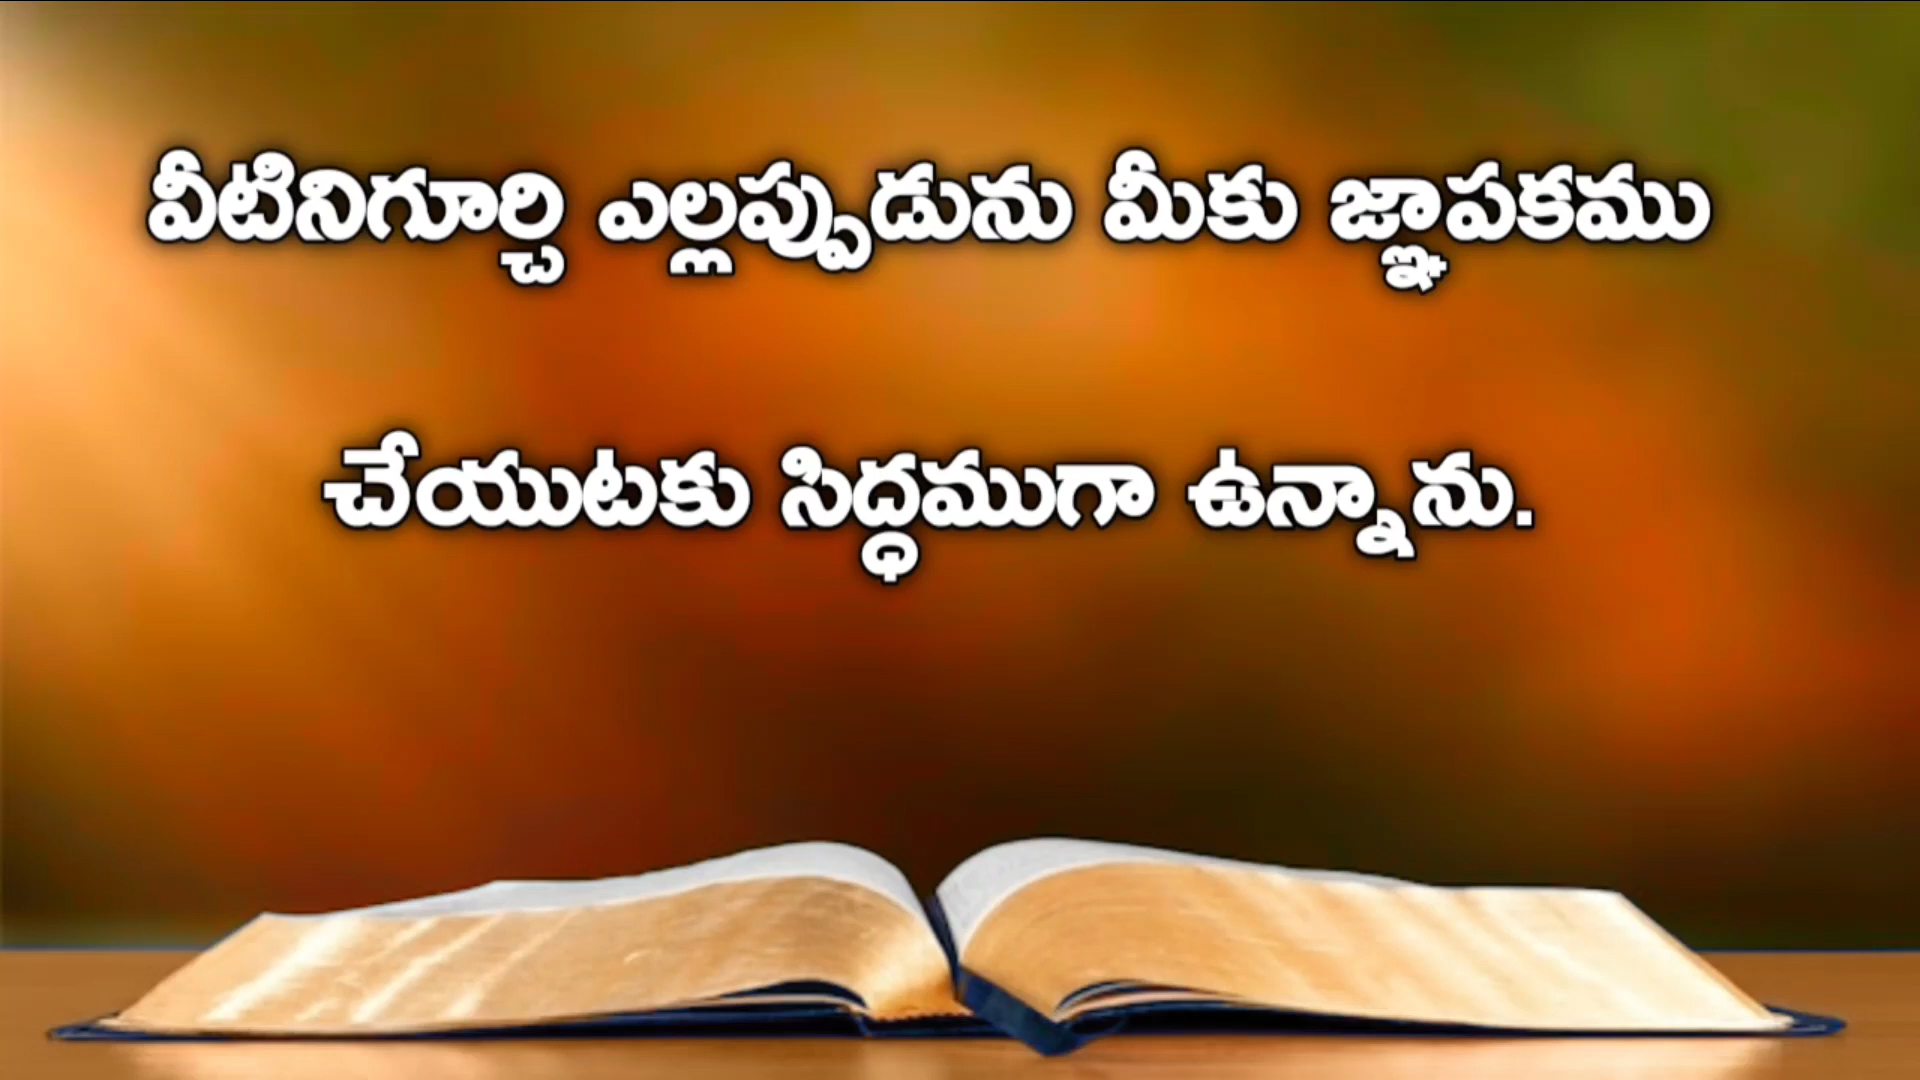 వీటినిగూర్చి ఎల్లప్పుడును మీకు జ్ఞాపకము
చేయుటకు సిద్ధముగా ఉన్నాను.